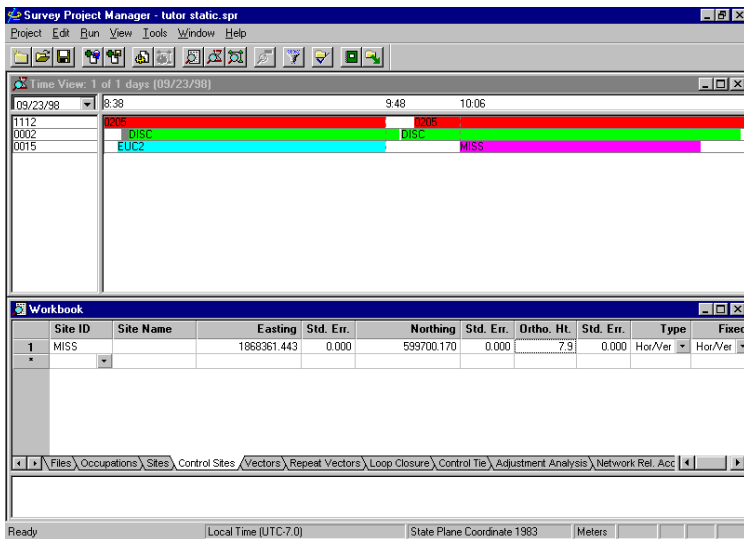 Survey Project Manager - tutor static.spr
Project Edit Run View Tools Window Help
Time View: 1 of 1 days (09/23/98)
09/23/98 8:38 9:48 10:06
1112 0205 0205
0002 DISC DISC
0015 EUC2 MISS
Workbook
Site ID Site Name Easting Std. Err. Northing Std. Err. Ortho. Ht. Std. Err. Type Fixed
1 MISS 1868361.443 0.000 599700.170 0.000 7.9 0.000 Hor/Ver Hor/Ver
*
Files Occupations Sites Control Sites Vectors Repeat Vectors Loop Closure Control Tie Adjustment Analysis Network Rel. Acc
Ready Local Time (UTC-7.0) State Plane Coordinate 1983 Meters